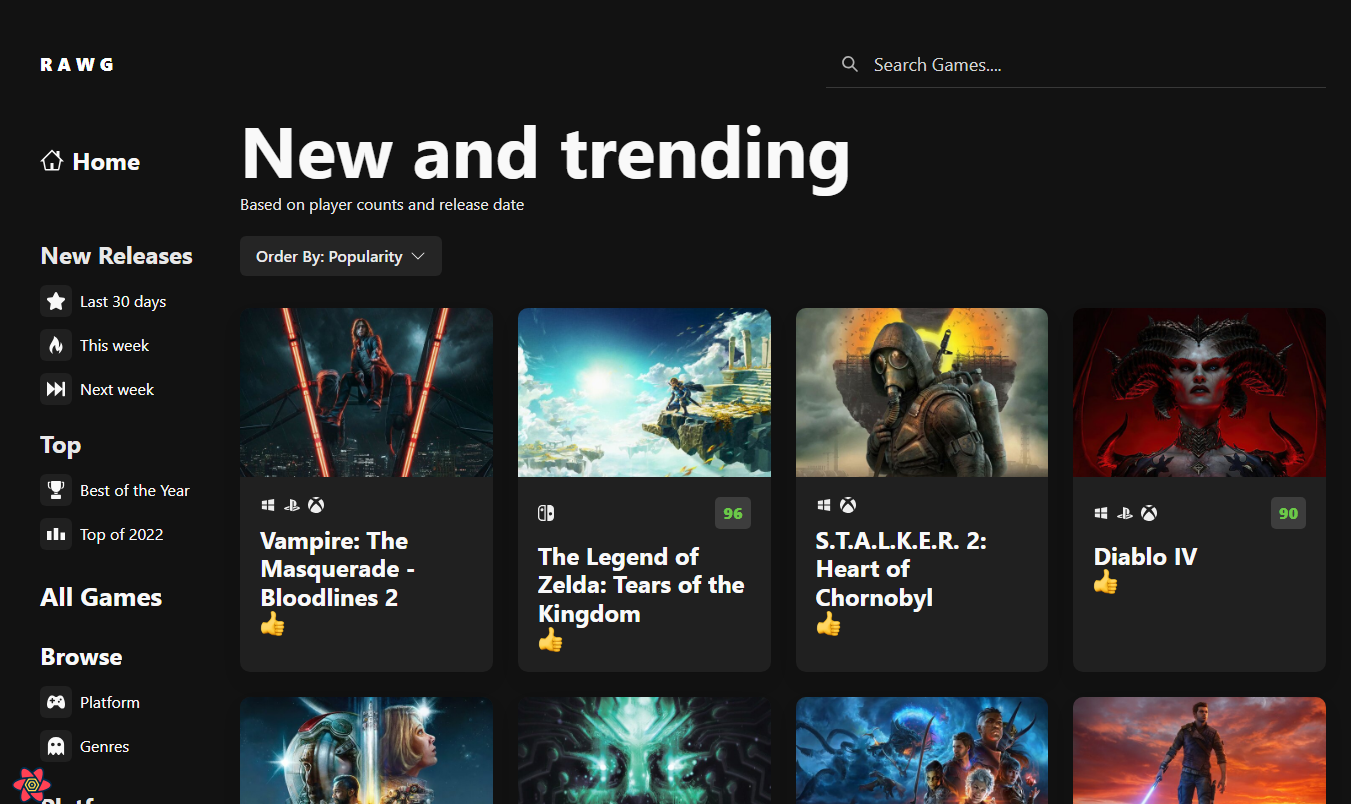 RAWG
Search Games....
Home
New and trending
Based on player counts and release date
Order By: Popularity
New Releases
Last 30 days
This week
Next week
Top
Best of the Year
Top of 2022
All Games
Browse
Platform
Genres
Vampire: The
Masquerade -
Bloodlines 2
96
The Legend of
Zelda: Tears of the
Kingdom
S.T.A.L.K.E.R. 2:
Heart of
Chornobyl
90
Diablo IV